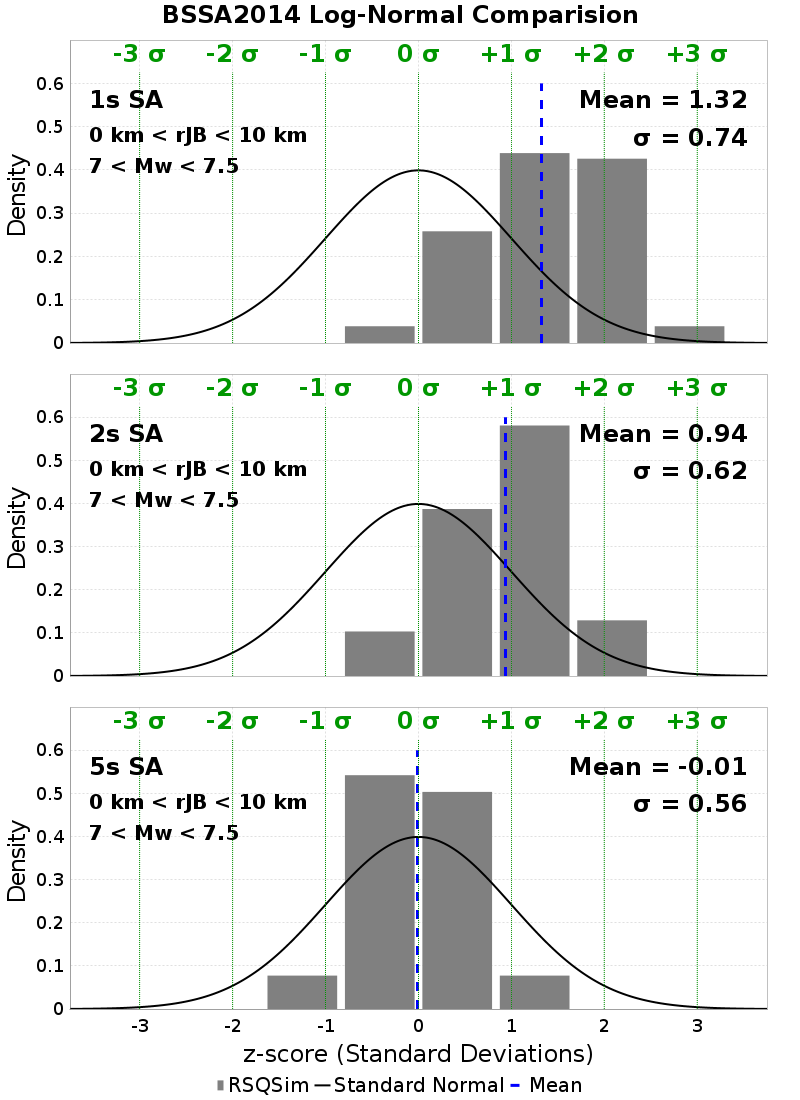 BSSA2014 Log-Normal Comparision
-3 σ -2 σ -1 σ 0 σ +1 σ +2 σ +3 σ
0.6
1s SA Mean = 1.32
0.5
0 km < rJB < 10 km σ = 0.74
7 < Mw < 7.5
0.4
0.3
0.2
0.1
0
Density
-3 σ -2 σ -1 σ 0 σ +1 σ +2 σ +3 σ
0.6
2s SA Mean = 0.94
0.5
0 km < rJB < 10 km σ = 0.62
7 < Mw < 7.5
0.4
0.3
0.2
0.1
0
Density
-3 σ -2 σ -1 σ 0 σ +1 σ +2 σ +3 σ
0.6
5s SA Mean = -0.01
0.5
0 km < rJB < 10 km σ = 0.56
7 < Mw < 7.5
0.4
0.3
0.2
0.1
0
Density
-3 -2 -1 0 1 2 3
z-score (Standard Deviations)
RSQSim Standard Normal Mean